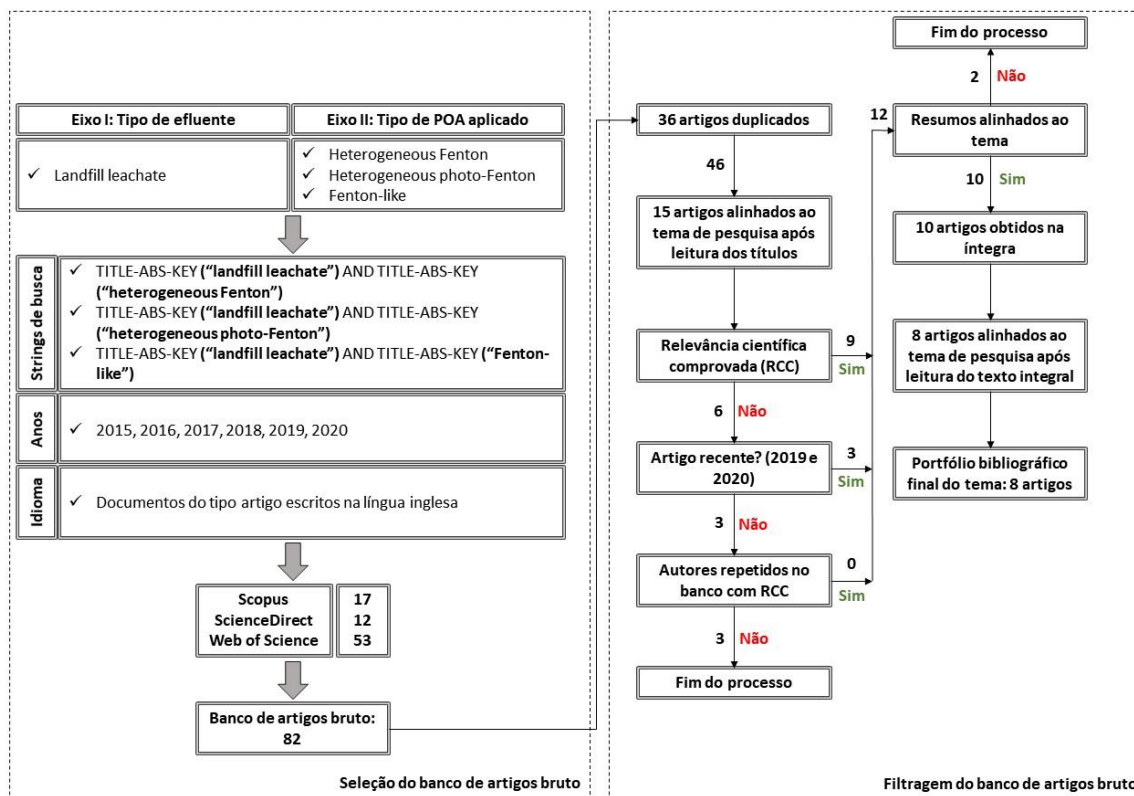 Eixo I: Tipo de efluente
Eixo II: Tipo de POA aplicado
✓ Landfill leachate
✓ Heterogeneous Fenton
✓ Heterogeneous photo-Fenton
✓ Fenton-like
Strings de busca
✓ TITLE-ABS-KEY (“landfill leachate”) AND TITLE-ABS-KEY
(“heterogeneous Fenton”)
✓ TITLE-ABS-KEY (“landfill leachate”) AND TITLE-ABS-KEY
(“heterogeneous photo-Fenton”)
✓ TITLE-ABS-KEY (“landfill leachate”) AND TITLE-ABS-KEY (“Fenton-
like”)
Anos
✓ 2015, 2016, 2017, 2018, 2019, 2020
Idioma
✓ Documentos do tipo artigo escritos na língua inglesa
Scopus 17
ScienceDirect 12
Web of Science 53
Banco de artigos bruto:
82
Seleção do banco de artigos bruto
36 artigos duplicados
46
15 artigos alinhados ao
tema de pesquisa após
leitura dos títulos
Relevância científica
comprovada (RCC)
9
Sim
6 Não
Artigo recente? (2019 e
2020)
3
Sim
3 Não
Autores repetidos no
banco com RCC
0
Sim
3 Não
Fim do processo
12
Fim do processo
2 Não
Resumos alinhados ao
tema
10 Sim
10 artigos obtidos na
íntegra
8 artigos alinhados ao
tema de pesquisa após
leitura do texto integral
Portfólio bibliográfico
final do tema: 8 artigos
Filtragem do banco de artigos bruto